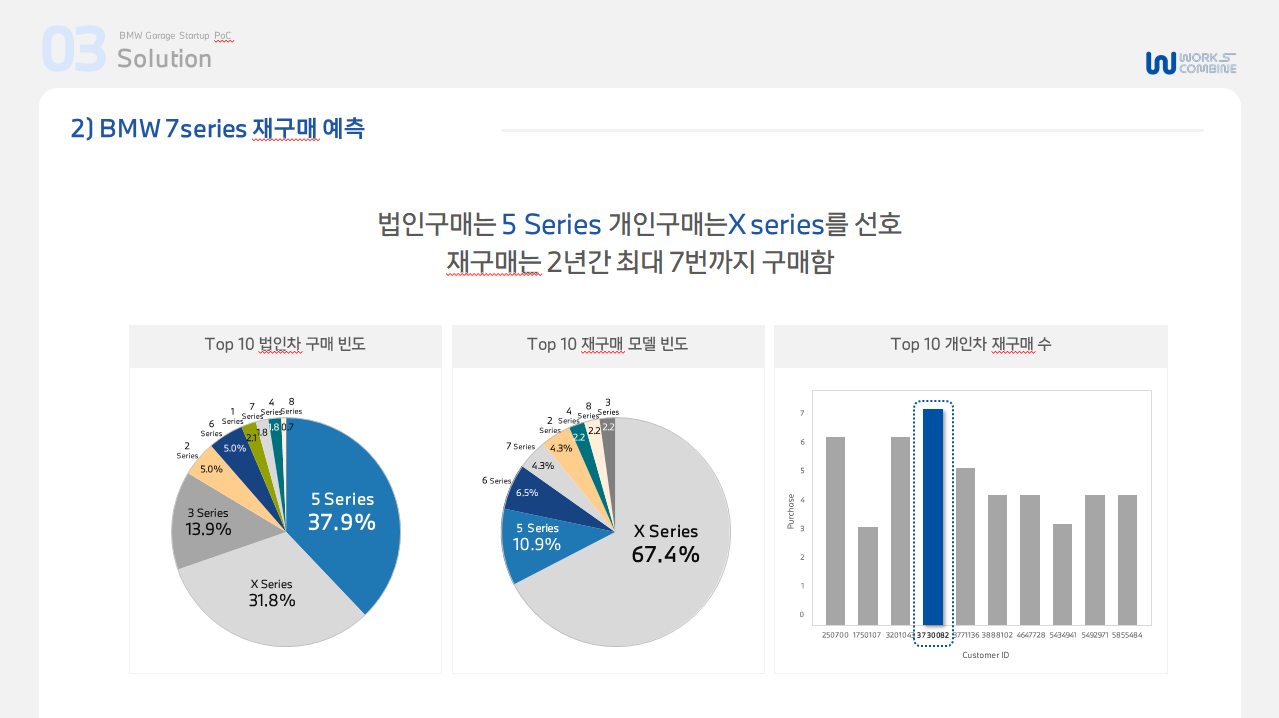 03
BMW Garage Startup PoC
Solution
WORKS
COMBINE
2) BMW 7series 재구매 예측
법인구매는 5 Series 개인구매는X series를 선호
재구매는 2년간 최대 7번까지 구매함
Top 10 법인차 구매 빈도
8 Series
0.7
4 Series
1.8
7 Series
1.8
1 Series
2.1
6 Series
5.0%
2 Series
5.0%
3 Series
13.9%
X Series
31.8%
5 Series
37.9%
Top 10 재구매 모델 빈도
3 Series
2.2
8 Series
2.2
4 Series
2.2
2 Series
4.3%
7 Series
4.3%
6 Series
6.5%
5 Series
10.9%
X Series
67.4%
Top 10 개인차 재구매 수
7
6
5
4
3
2
1
0
Purchase
250700 1750107 320104 3730082 3771136 3888102 4647728 5434941 5492971 5855484
Customer ID